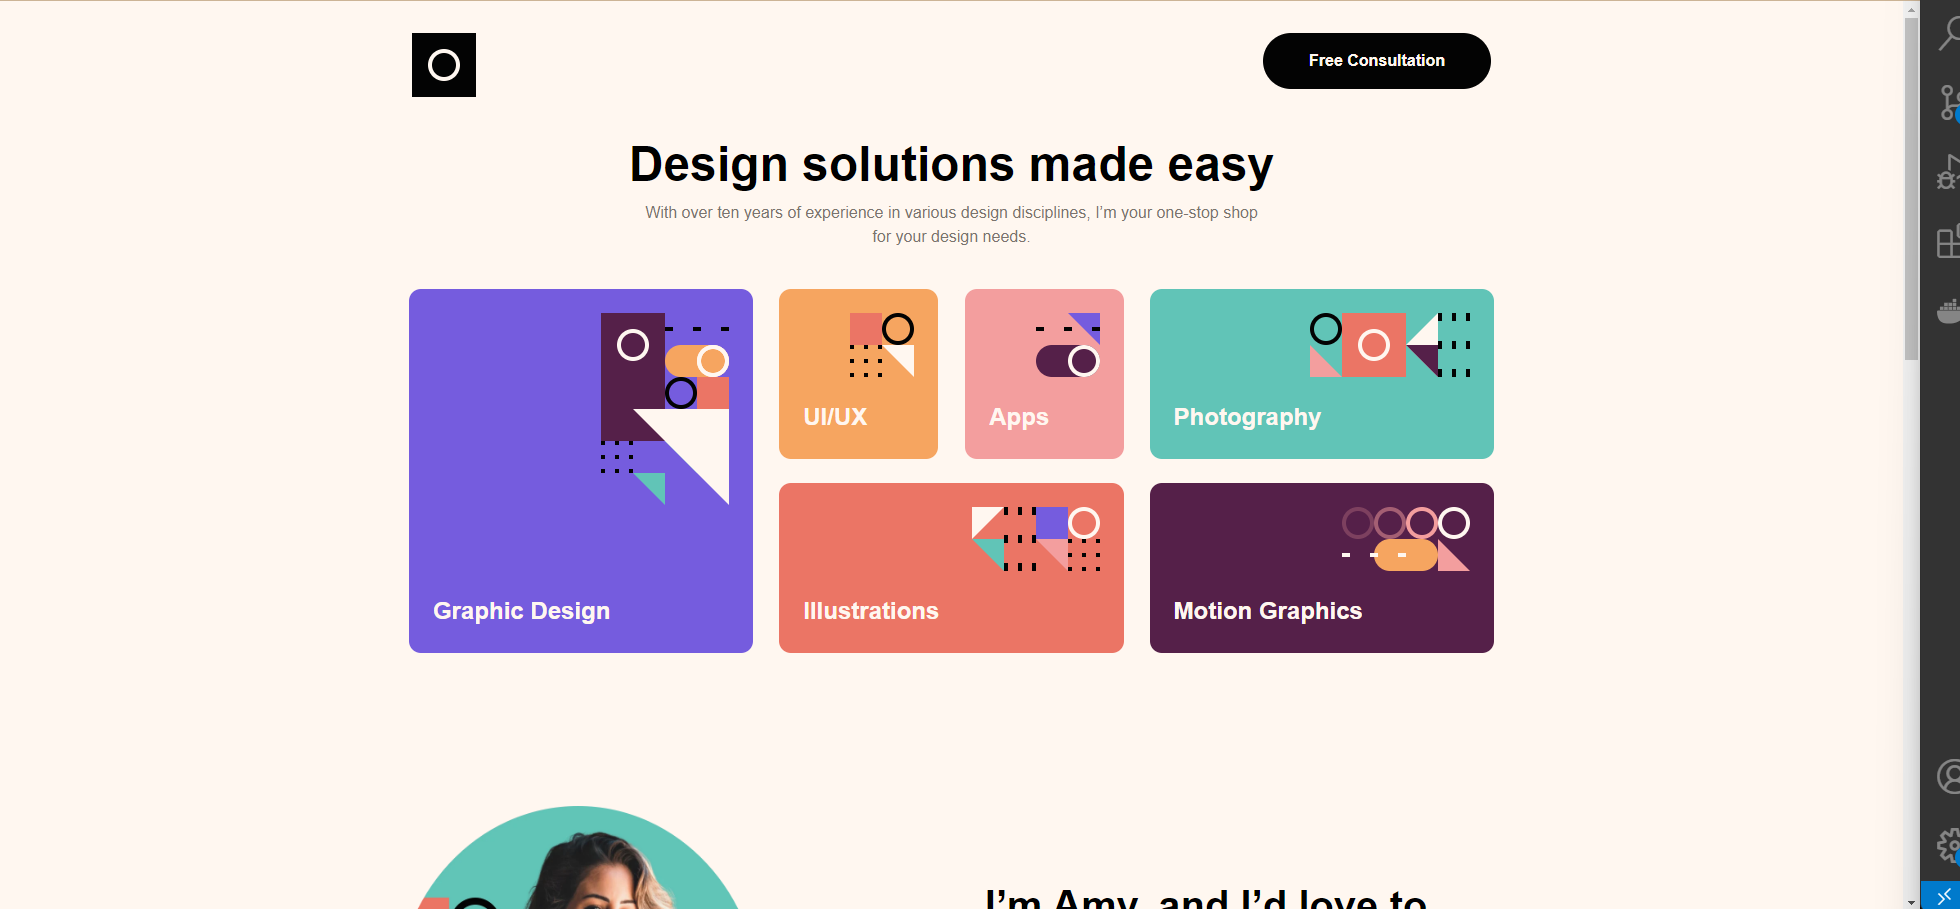 Free Consultation
Design solutions made easy
With over ten years of experience in various design disciplines, I’m your one-stop shop
for your design needs.
Graphic Design
UI/UX
Apps
Photography
Illustrations
Motion Graphics
I’m Amy, and I’d love to